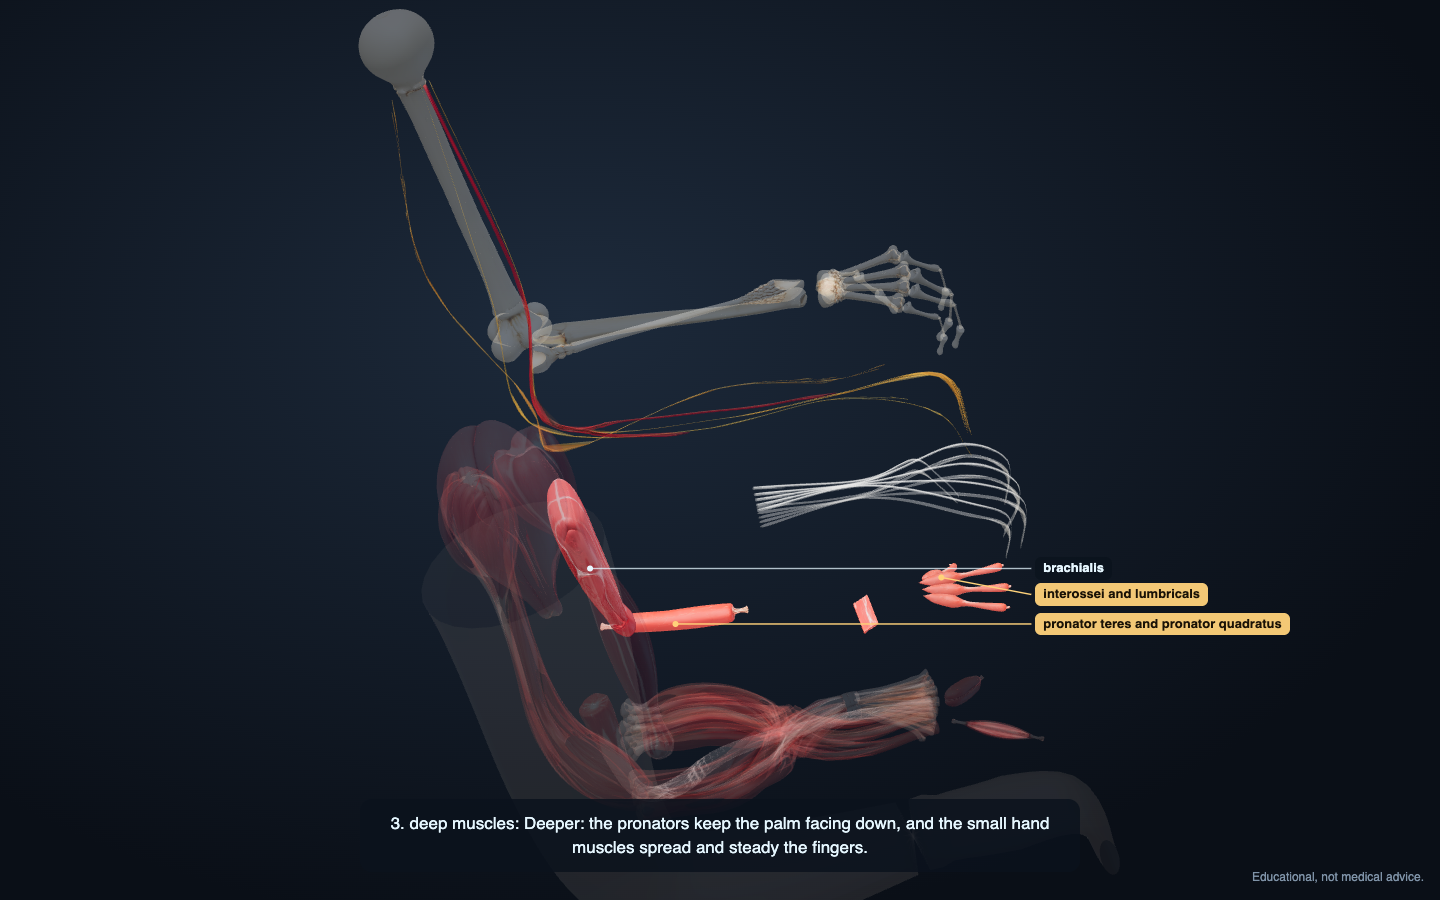 brachialis
interossei and lumbricals
pronator teres and pronator quadratus
3. deep muscles: Deeper: the pronators keep the palm facing down, and the small hand
muscles spread and steady the fingers.
Educational, not medical advice.